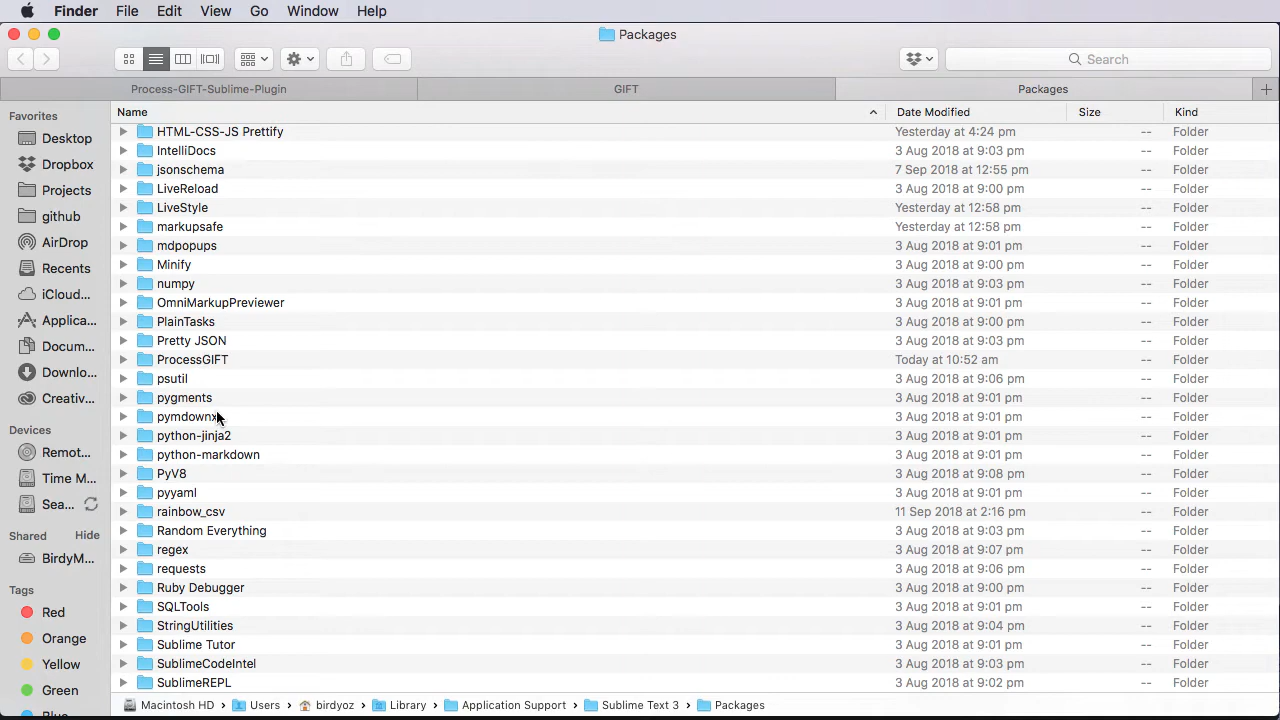 Finder File Edit View Go Window Help
Packages
Search
Process-GIFT-Sublime-Plugin GIFT Packages
Favorites
Desktop
Dropbox
Projects
github
AirDrop
Recents
iCloud...
Applica...
Docum...
Downlo...
Creativ...
Devices
Remot...
Time M...
Sea...
Shared Hide
BirdyM...
Tags
Red
Orange
Yellow
Green
Blue
Name Date Modified Size Kind
HTML-CSS-JS Prettify Yesterday at 4:24 pm -- Folder
IntelliDocs 3 Aug 2018 at 9:03 pm -- Folder
jsonschema 7 Sep 2018 at 12:55 pm -- Folder
LiveReload 3 Aug 2018 at 9:00 pm -- Folder
LiveStyle Yesterday at 12:58 pm -- Folder
markupsafe Yesterday at 12:58 pm -- Folder
mdpopups 3 Aug 2018 at 9:01 pm -- Folder
Minify 3 Aug 2018 at 9:00 pm -- Folder
numpy 3 Aug 2018 at 9:03 pm -- Folder
OmniMarkupPreviewer 3 Aug 2018 at 9:01 pm -- Folder
PlainTasks 3 Aug 2018 at 9:00 pm -- Folder
Pretty JSON 3 Aug 2018 at 9:03 pm -- Folder
ProcessGIFT Today at 10:52 am -- Folder
psutil 3 Aug 2018 at 9:06 pm -- Folder
pygments 3 Aug 2018 at 9:01 pm -- Folder
pymdownx 3 Aug 2018 at 9:01 pm -- Folder
python-jinja2 3 Aug 2018 at 9:01 pm -- Folder
python-markdown 3 Aug 2018 at 9:01 pm -- Folder
PyV8 3 Aug 2018 at 9:08 pm -- Folder
pyyaml 3 Aug 2018 at 9:01 pm -- Folder
rainbow_csv 11 Sep 2018 at 2:16 pm -- Folder
Random Everything 3 Aug 2018 at 9:03 pm -- Folder
regex 3 Aug 2018 at 9:07 pm -- Folder
requests 3 Aug 2018 at 9:06 pm -- Folder
Ruby Debugger 3 Aug 2018 at 9:00 pm -- Folder
SQLTools 3 Aug 2018 at 9:01 pm -- Folder
StringUtilities 3 Aug 2018 at 9:04 pm -- Folder
Sublime Tutor 3 Aug 2018 at 9:01 pm -- Folder
SublimeCodeIntel 3 Aug 2018 at 9:03 pm -- Folder
SublimeREPL 3 Aug 2018 at 9:02 pm -- Folder
Macintosh HD Users birdyoz Library Application Support Sublime Text 3 Packages